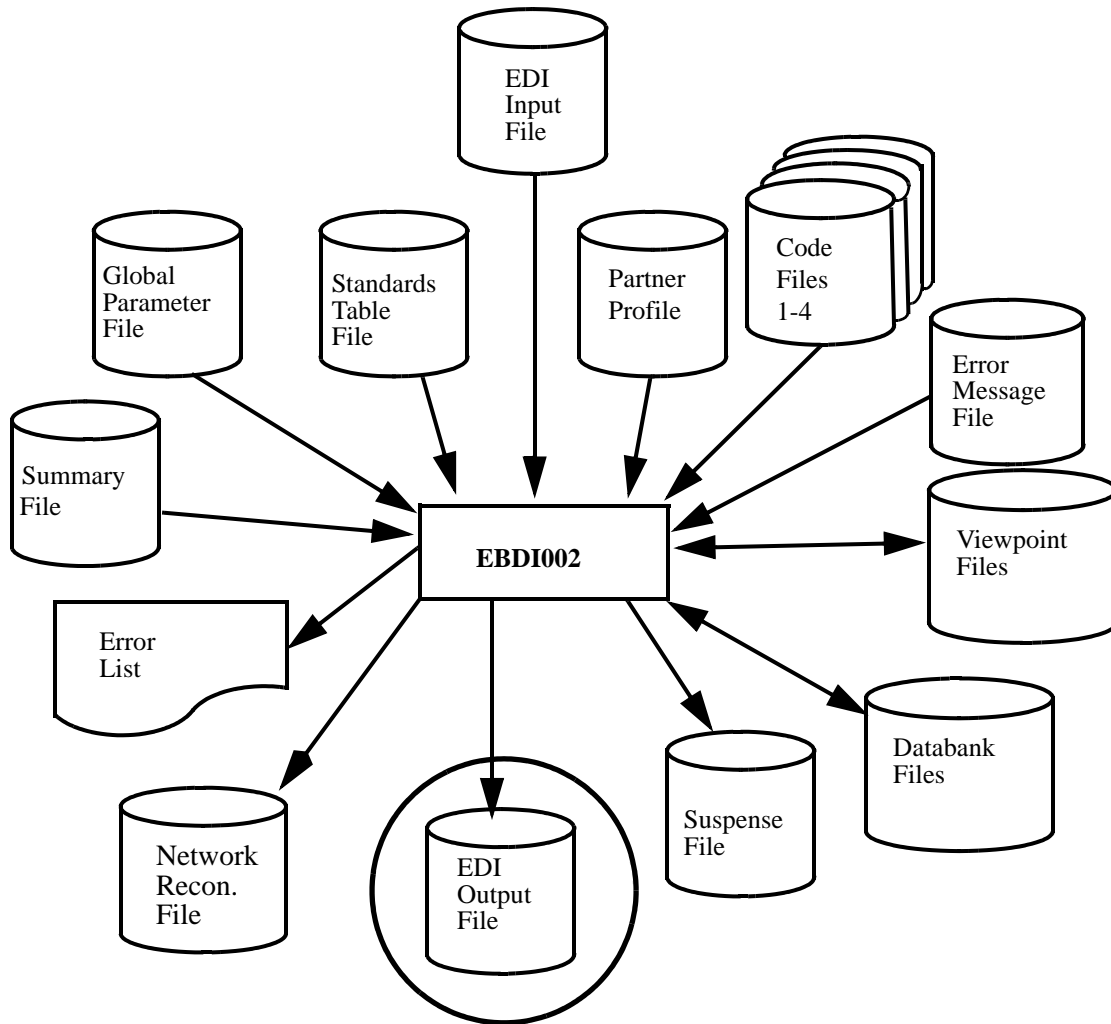 EDI
Input
File
Global
Parameter
File
Standards
Table
File
Partner
Profile
Code
Files
1-4
Error
Message
File
Summary
File
EBDI002
Viewpoint
Files
Error
List
Databank
Files
Suspense
File
Network
Recon.
File
EDI
Output
File